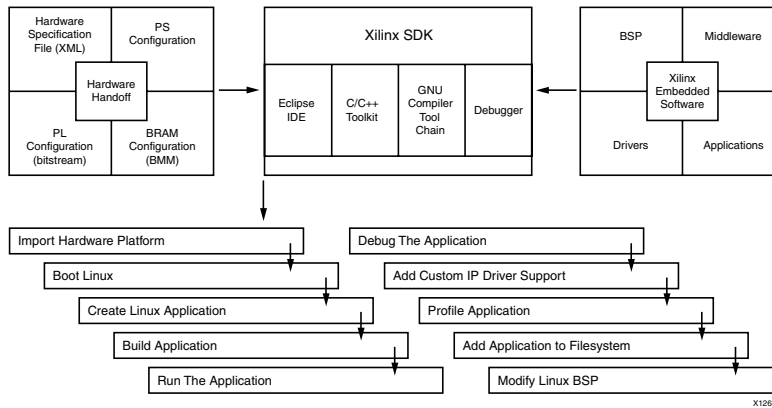 Hardware
Specification
File (XML)
PS
Configuration
Hardware
Handoff
PL
Configuration
(bitstream)
BRAM
Configuration
(BMM)
Xilinx SDK
Eclipse
IDE
C/C++
Toolkit
GNU
Compiler
Tool
Chain
Debugger
BSP
Middleware
Xilinx
Embedded
Software
Drivers
Applications
Import Hardware Platform
Boot Linux
Create Linux Application
Build Application
Run The Application
Debug The Application
Add Custom IP Driver Support
Profile Application
Add Application to Filesystem
Modify Linux BSP
X126